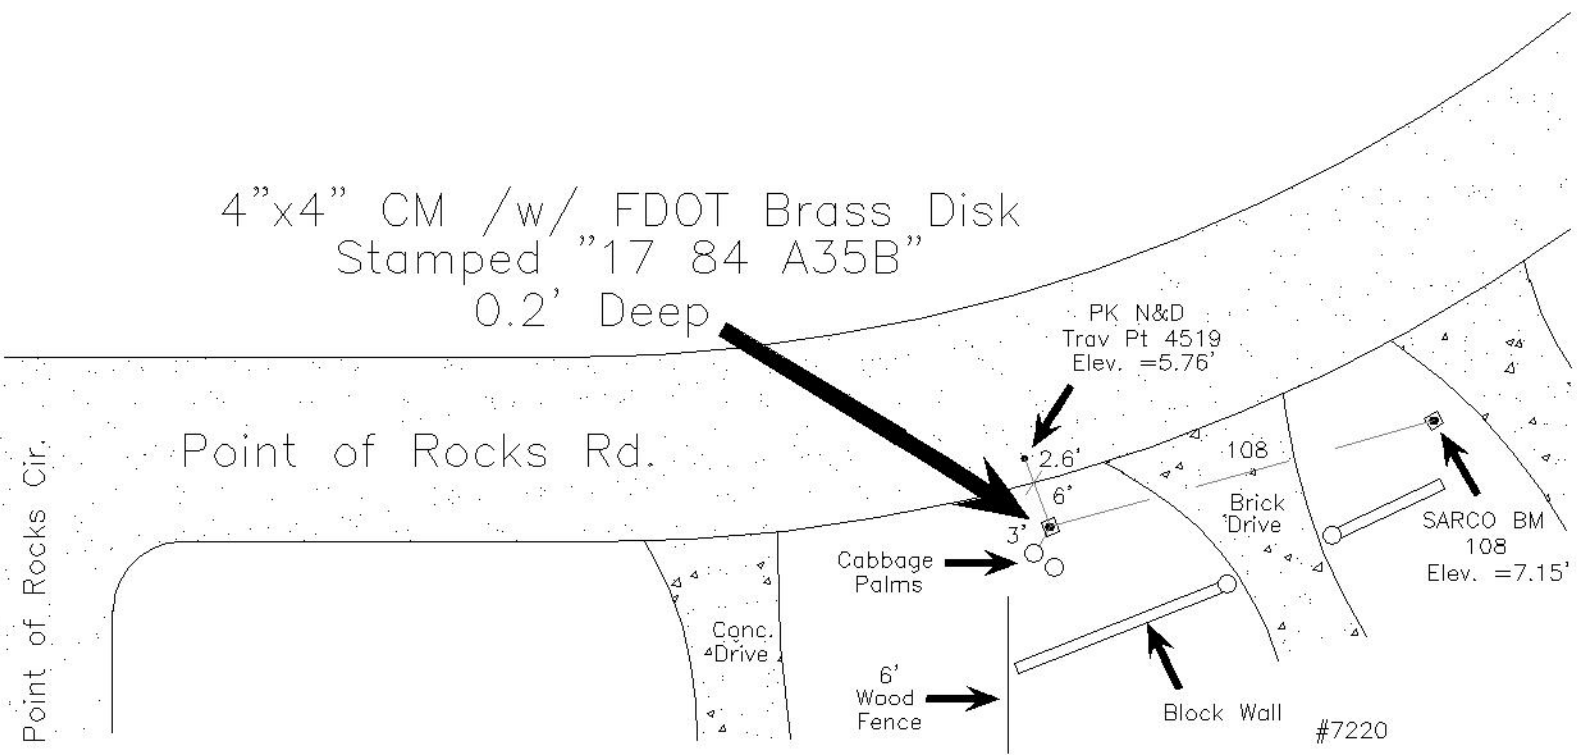 4"x4" CM /w/ FDOT Brass Disk
Stamped "17 84 A35B"
0.2' Deep
PK N&D
Trav Pt 4519
Elev. =5.76'
Point of Rocks Rd.
Point of Rocks Cir.
2.6'
6'
3'
108
Brick
Drive
SARCO BM
108
Elev. =7.15'
Cabbage
Palms
Conc.
Drive
6'
Wood
Fence
Block Wall
#7220